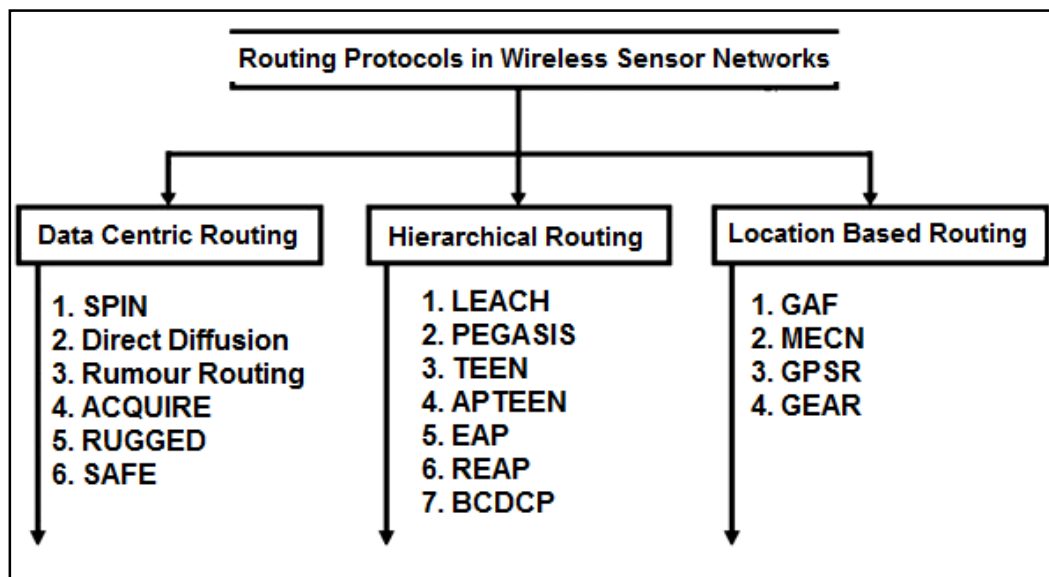 Routing Protocols in Wireless Sensor Networks
Data Centric Routing
1. SPIN
2. Direct Diffusion
3. Rumour Routing
4. ACQUIRE
5. RUGGED
6. SAFE
Hierarchical Routing
1. LEACH
2. PEGASIS
3. TEEN
4. APTEEN
5. EAP
6. REAP
7. BCDCP
Location Based Routing
1. GAF
2. MECN
3. GPSR
4. GEAR